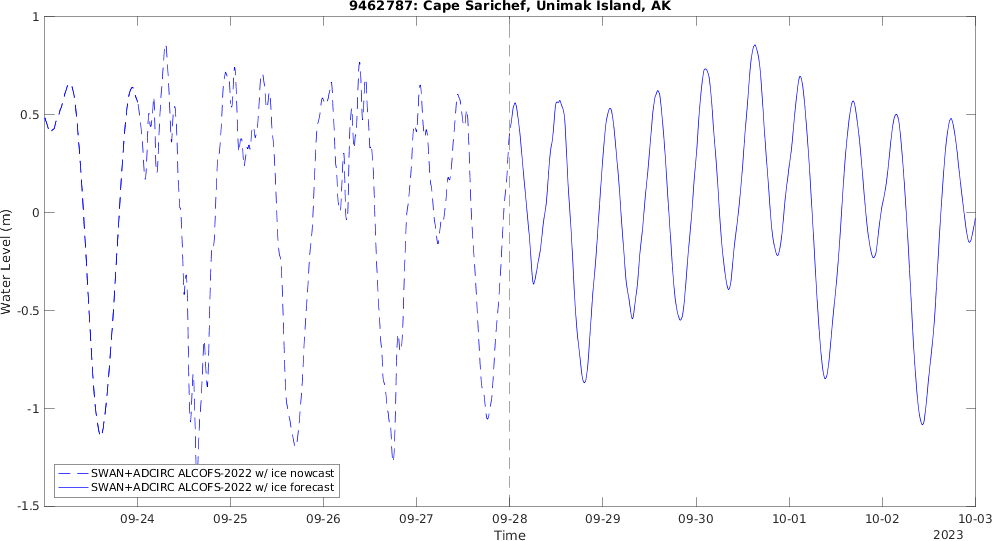 9462787: Cape Sarichef, Unimak Island, AK
1
0.5
0
-0.5
-1
-1.5
Water Level (m)
SWAN+ADCIRC ALCOFS-2022 w/ ice nowcast
SWAN+ADCIRC ALCOFS-2022 w/ ice forecast
09-24 09-25 09-26 09-27 09-28 09-29 09-30 10-01 10-02 10-03
Time
2023